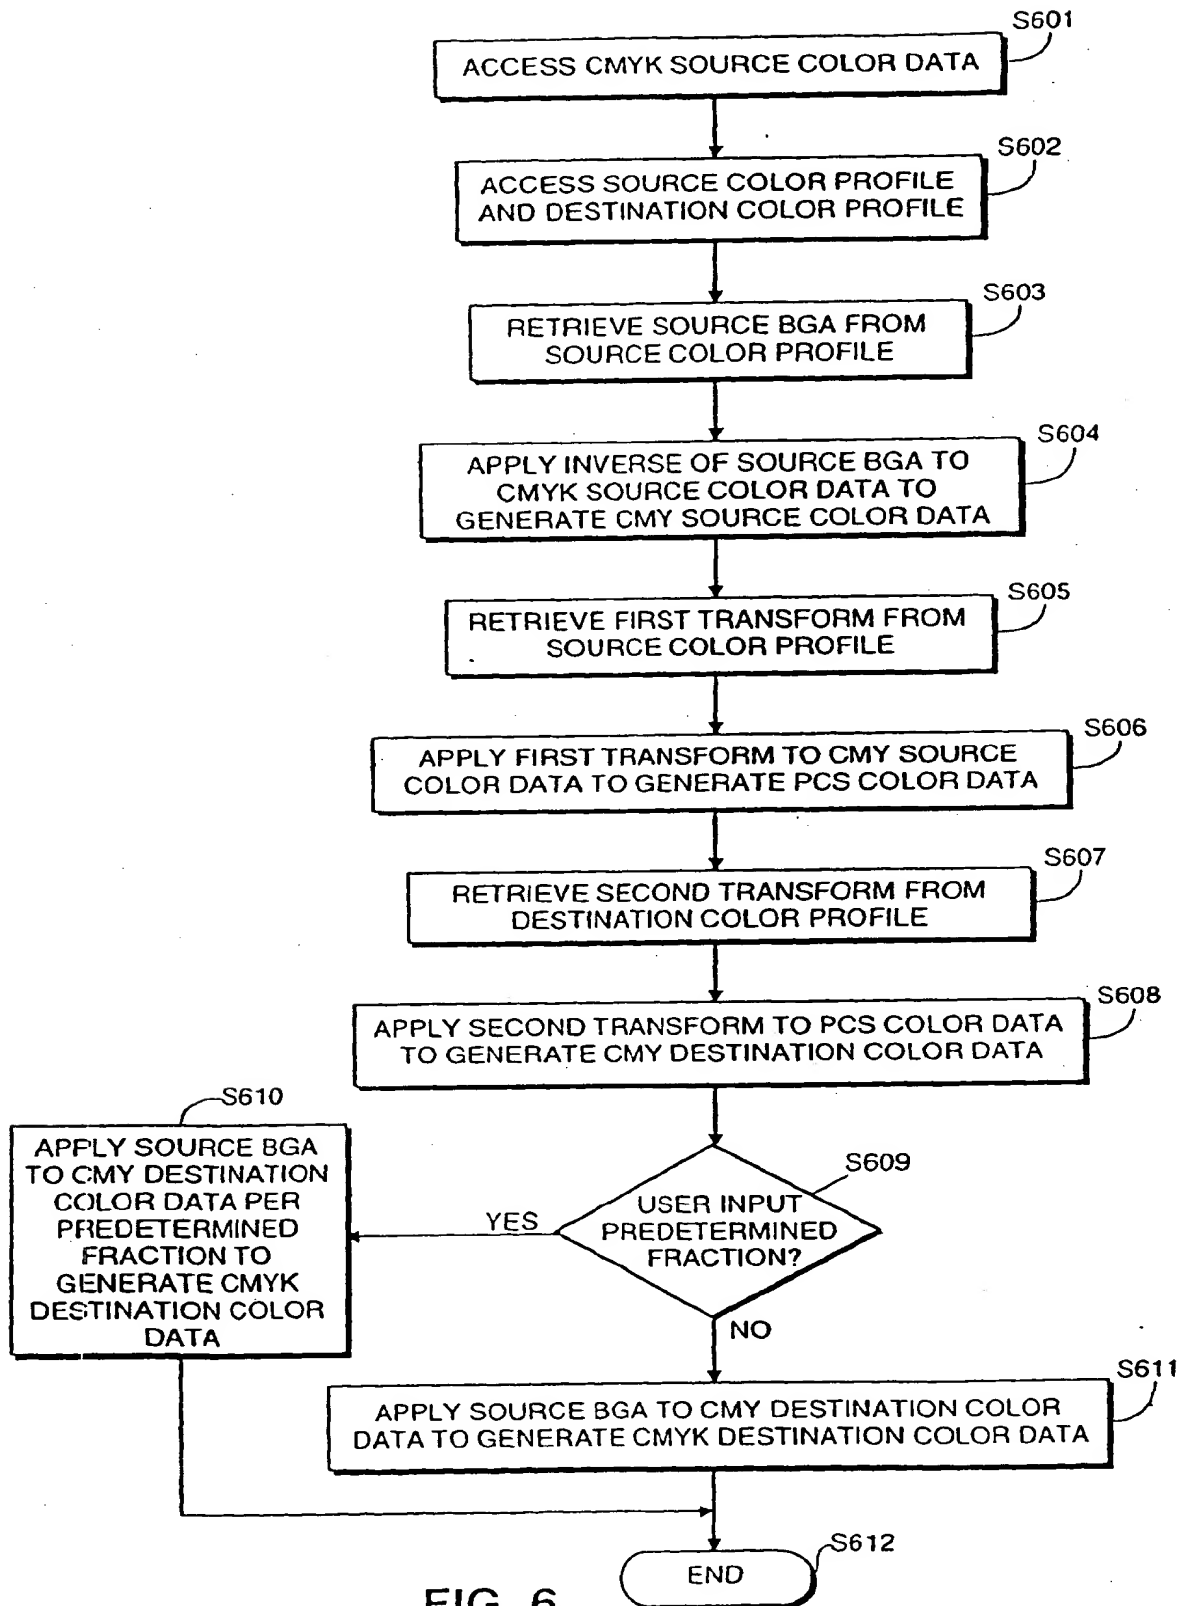 S601
ACCESS CMYK SOURCE COLOR DATA
S602
ACCESS SOURCE COLOR PROFILE
AND DESTINATION COLOR PROFILE
S603
RETRIEVE SOURCE BGA FROM
SOURCE COLOR PROFILE
S604
APPLY INVERSE OF SOURCE BGA TO
CMYK SOURCE COLOR DATA TO
GENERATE CMY SOURCE COLOR DATA
S605
RETRIEVE FIRST TRANSFORM FROM
SOURCE COLOR PROFILE
S606
APPLY FIRST TRANSFORM TO CMY SOURCE
COLOR DATA TO GENERATE PCS COLOR DATA
S607
RETRIEVE SECOND TRANSFORM FROM
DESTINATION COLOR PROFILE
S608
APPLY SECOND TRANSFORM TO PCS COLOR DATA
TO GENERATE CMY DESTINATION COLOR DATA
S609
USER INPUT
PREDETERMINED
FRACTION?
YES
S610
APPLY SOURCE BGA
TO CMY DESTINATION
COLOR DATA PER
PREDETERMINED
FRACTION TO
GENERATE CMYK
DESTINATION COLOR
DATA
NO
S611
APPLY SOURCE BGA TO CMY DESTINATION COLOR
DATA TO GENERATE CMYK DESTINATION COLOR DATA
S612
END
FIG. 6